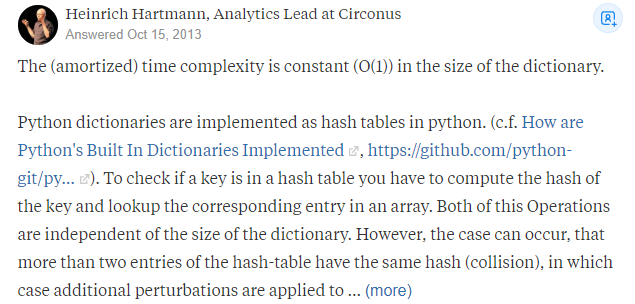 Heinrich Hartmann, Analytics Lead at Circonus
Answered Oct 15, 2013
The (amortized) time complexity is constant (O(1)) in the size of the dictionary.
Python dictionaries are implemented as hash tables in python. (c.f. How are
Python's Built In Dictionaries Implemented, https://github.com/python-
git/py... ). To check if a key is in a hash table you have to compute the hash of
the key and lookup the corresponding entry in an array. Both of this Operations
are independent of the size of the dictionary. However, the case can occur, that
more than two entries of the hash-table have the same hash (collision), in which
case additional perturbations are applied to ... (more)